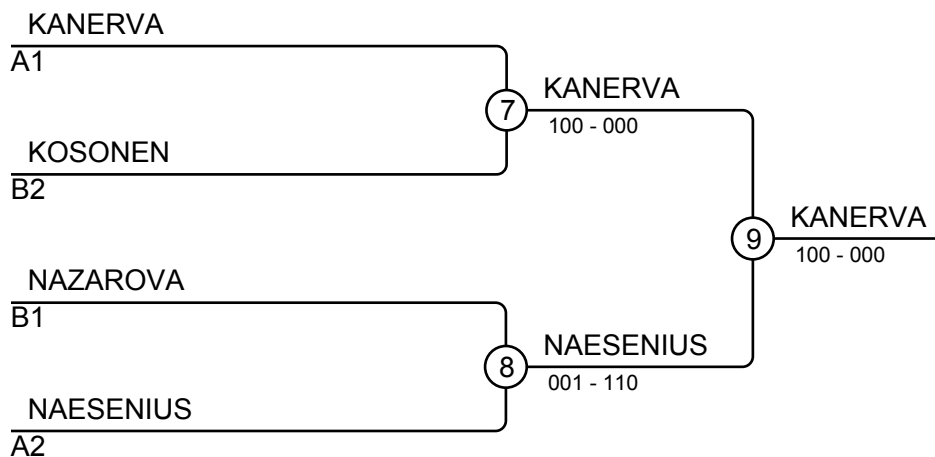 KANERVA
A1
7
KANERVA
100 - 000
KOSONEN
B2
9
KANERVA
100 - 000
NAZAROVA
B1
8
NAESENIUS
001 - 110
NAESENIUS
A2